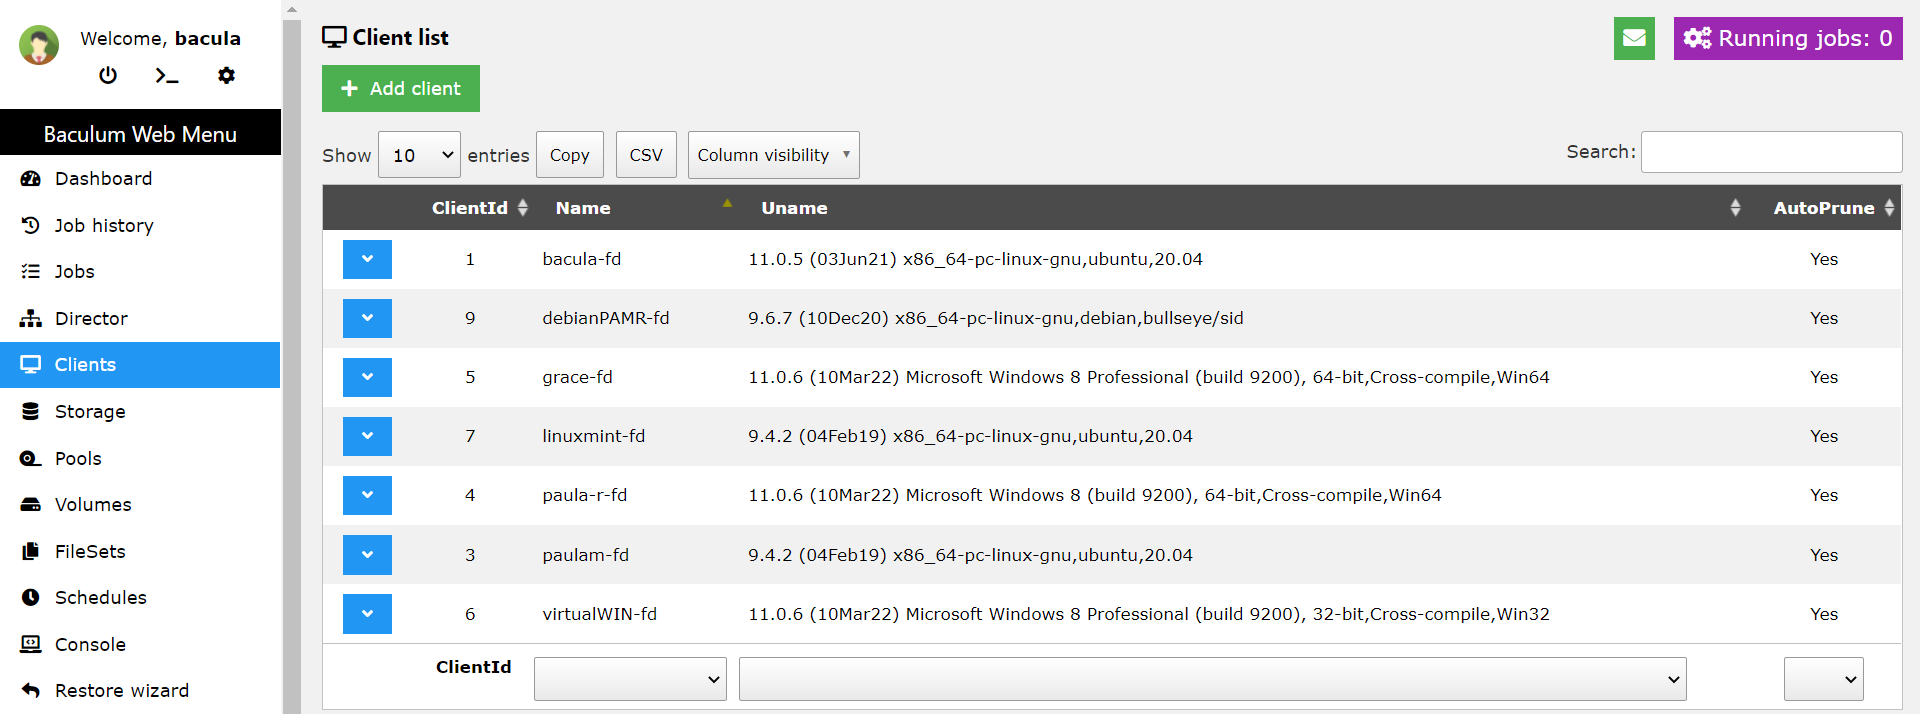 Welcome, bacula
Baculum Web Menu
Dashboard
Job history
Jobs
Director
Clients
Storage
Pools
Volumes
FileSets
Schedules
Console
Restore wizard
Client list
Running jobs: 0
Add client
Show 10 entries Copy CSV Column visibility Search:
ClientId Name Uname AutoPrune
1 bacula-fd 11.0.5 (03Jun21) x86_64-pc-linux-gnu,ubuntu,20.04 Yes
9 debianPAMR-fd 9.6.7 (10Dec20) x86_64-pc-linux-gnu,debian,bullseye/sid Yes
5 grace-fd 11.0.6 (10Mar22) Microsoft Windows 8 Professional (build 9200), 64-bit,Cross-compile,Win64 Yes
7 linuxmint-fd 9.4.2 (04Feb19) x86_64-pc-linux-gnu,ubuntu,20.04 Yes
4 paula-r-fd 11.0.6 (10Mar22) Microsoft Windows 8 (build 9200), 64-bit,Cross-compile,Win64 Yes
3 paulam-fd 9.4.2 (04Feb19) x86_64-pc-linux-gnu,ubuntu,20.04 Yes
6 virtualWIN-fd 11.0.6 (10Mar22) Microsoft Windows 8 Professional (build 9200), 32-bit,Cross-compile,Win32 Yes
ClientId